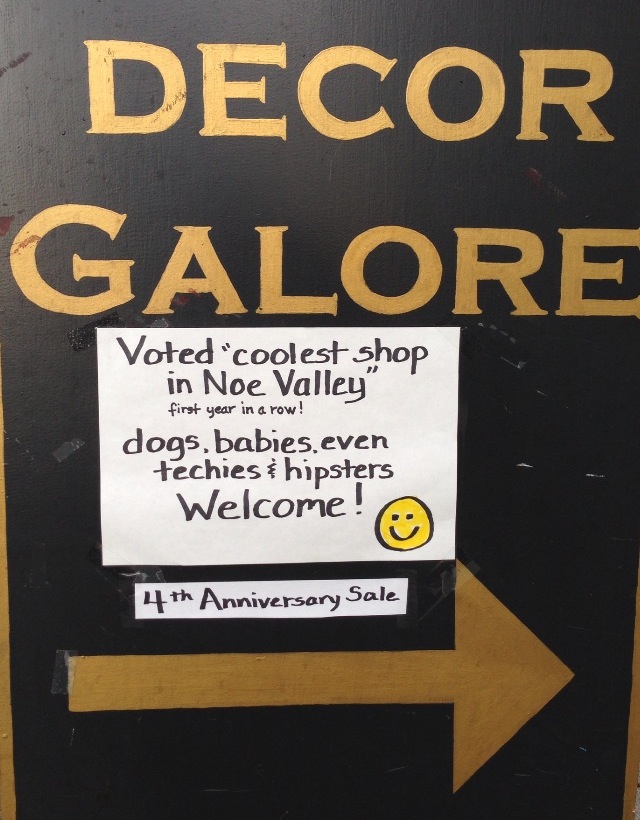 DECOR
GALORE
Voted "coolest shop
in Noe Valley"
first year in a row!
dogs, babies, even
techies & hipsters
Welcome!
4th Anniversary Sale